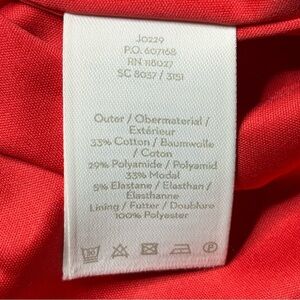 J0229
P.O. 607168
RN 118027
SC 8037 / 3151
Outer / Obermaterial /
Extérieur
33% Cotton / Baumwolle
/ Coton
29% Polyamide / Polyamid
33% Modal
5% Elastane / Elasthan /
Élasthanne
Lining / Futter / Doublure
100% Polyester
30
P